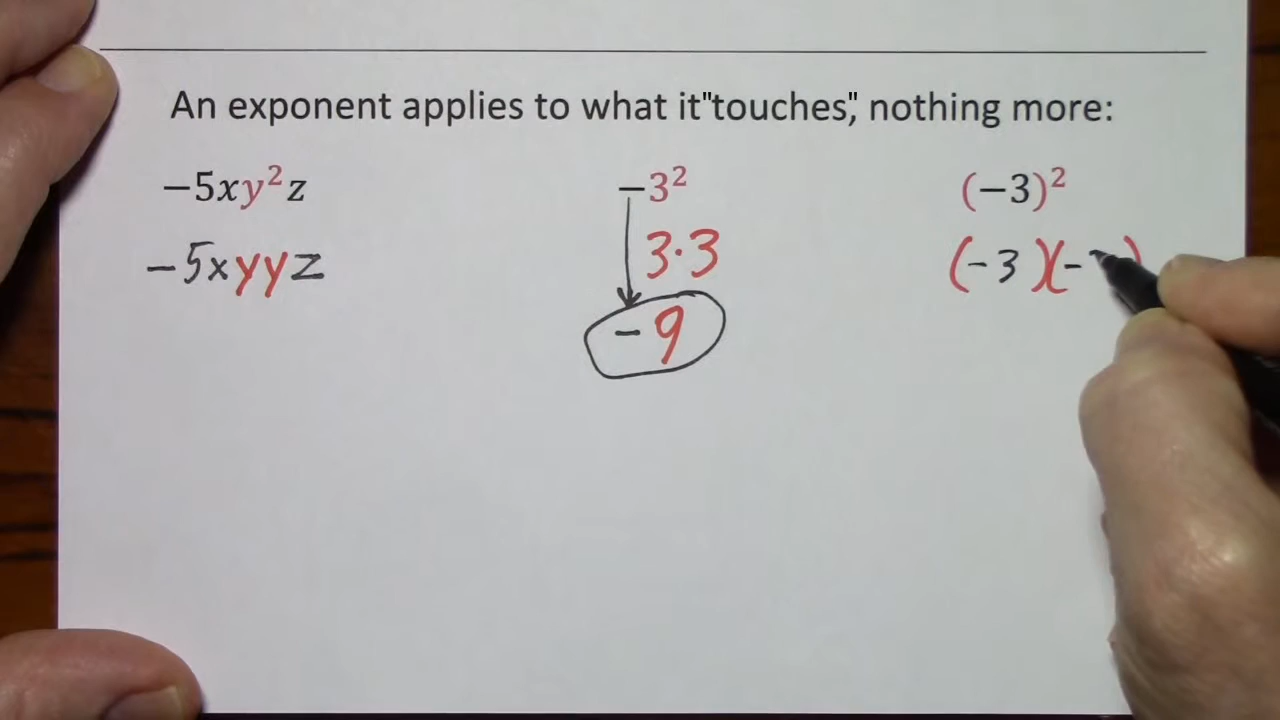 An exponent applies to what it "touches," nothing more:
−5xy²z −3² (−3)²
−5xyyz 3·3 (−3)(− )
−9